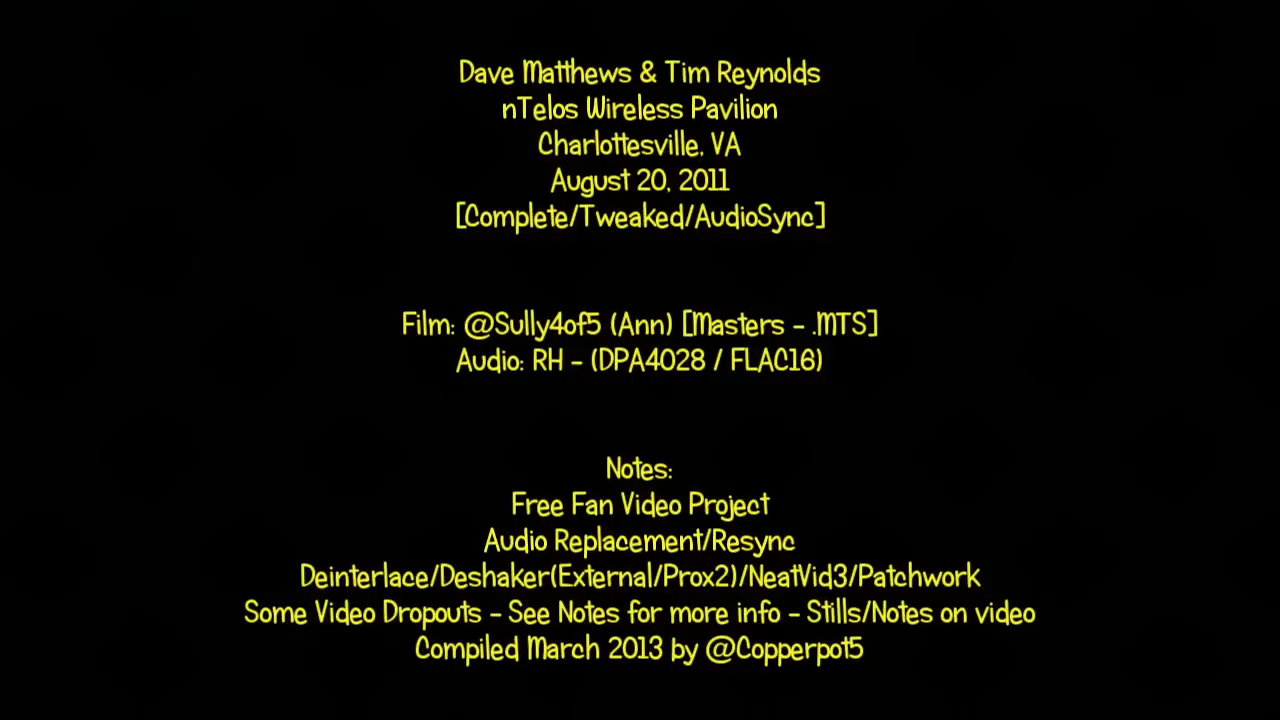 Dave Matthews & Tim Reynolds
nTelos Wireless Pavilion
Charlottesville, VA
August 20, 2011
[Complete/Tweaked/AudioSync]
Film: @Sully4of5 (Ann) [Masters - .MTS]
Audio: RH - (DPA4028 / FLAC16)
Notes:
Free Fan Video Project
Audio Replacement/Resync
Deinterlace/Deshaker(External/Prox2)/NeatVid3/Patchwork
Some Video Dropouts - See Notes for more info - Stills/Notes on video
Compiled March 2013 by @Copperpot5